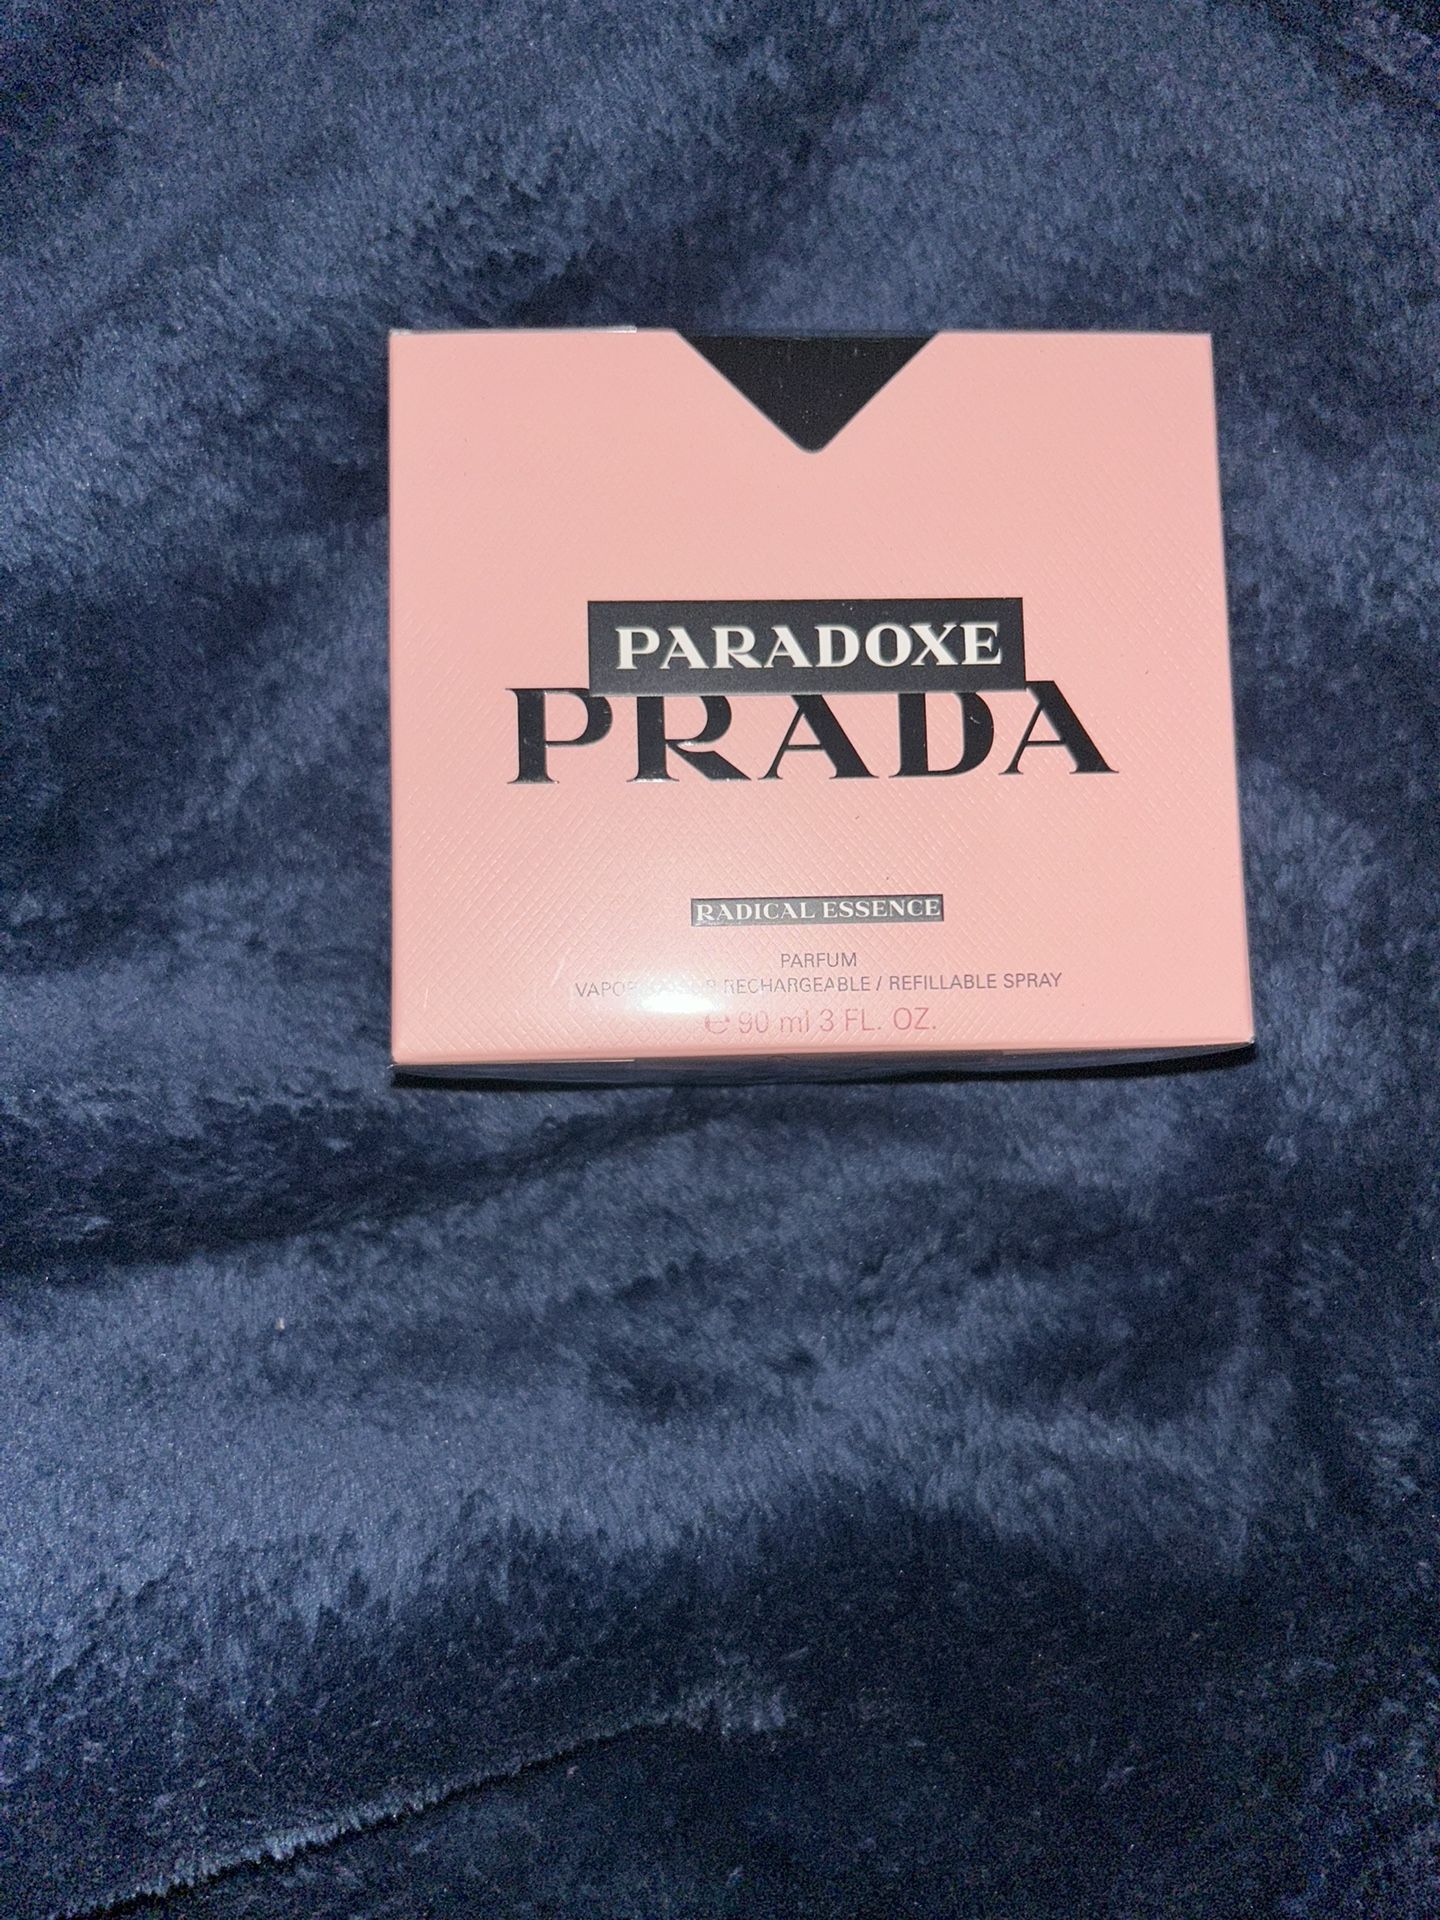 PARADOXE
PRADA
RADICAL ESSENCE
PARFUM
RECHARGEABLE / REFILLABLE SPRAY
℮ 90 ml 3 FL. OZ.